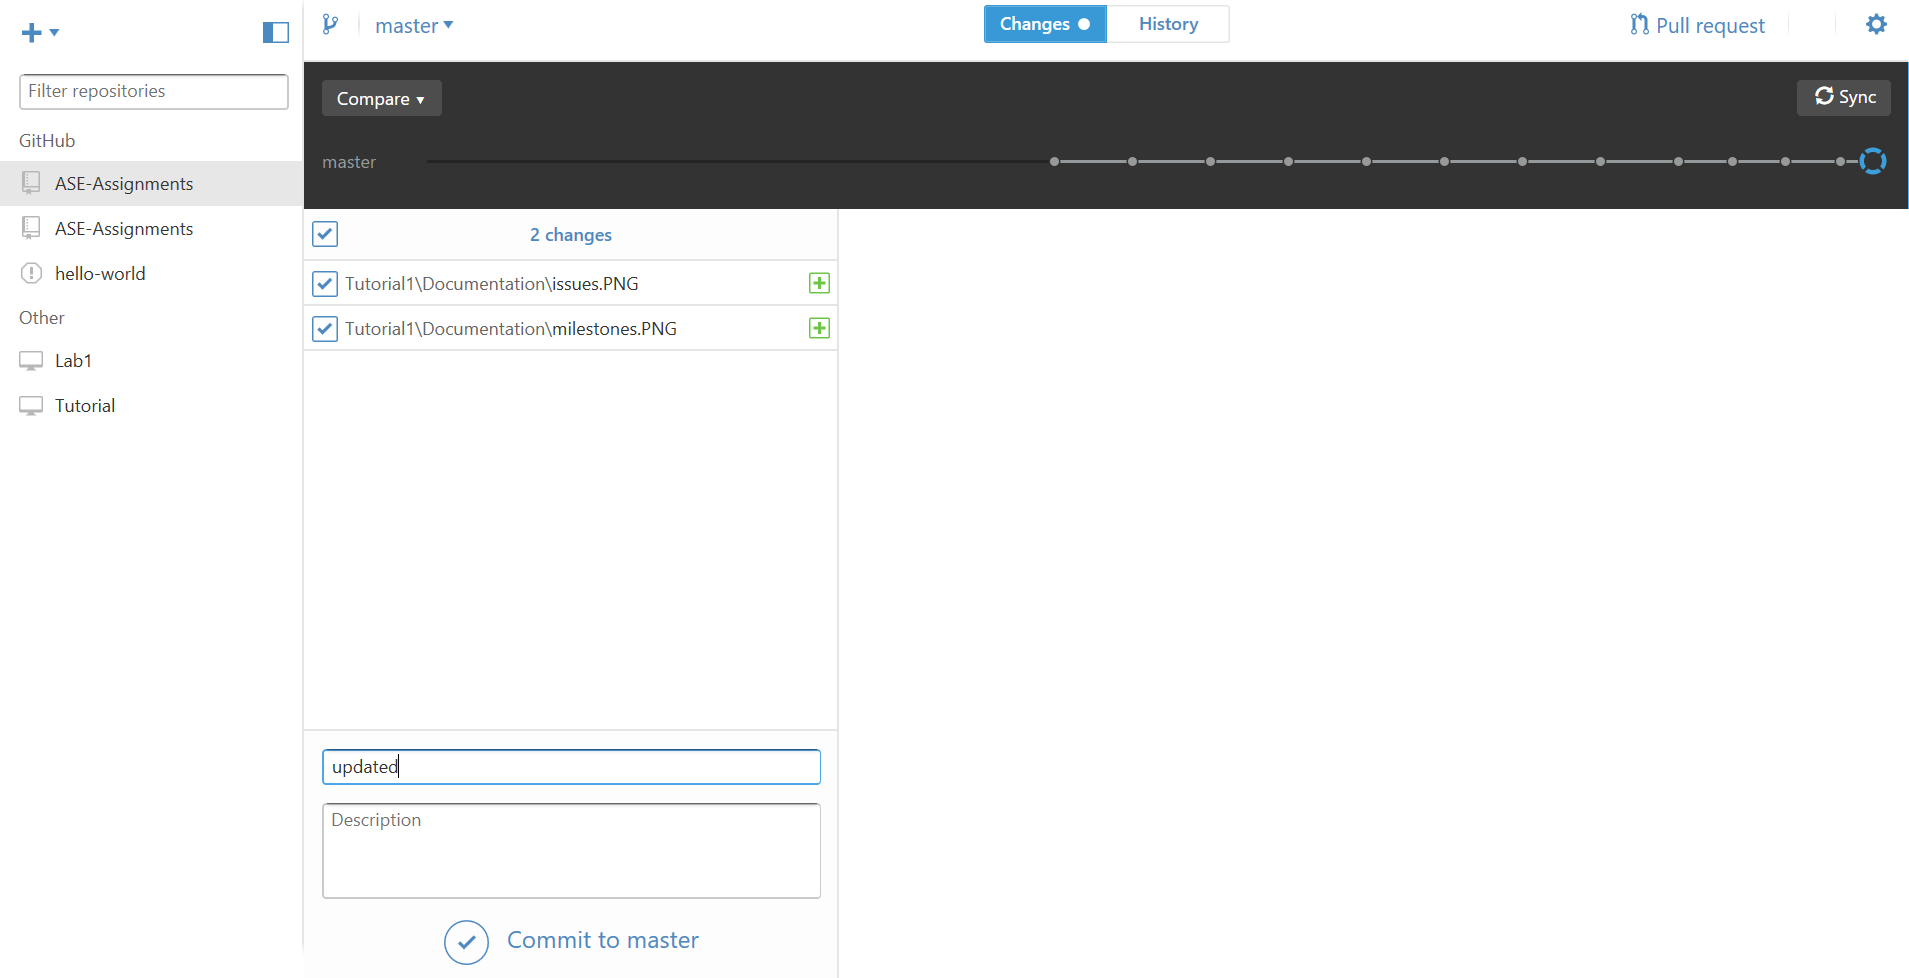 master
Changes
History
Pull request
Filter repositories
GitHub
ASE-Assignments
ASE-Assignments
hello-world
Other
Lab1
Tutorial
Compare
Sync
master
2 changes
Tutorial1\Documentation\issues.PNG
Tutorial1\Documentation\milestones.PNG
updated
Description
Commit to master